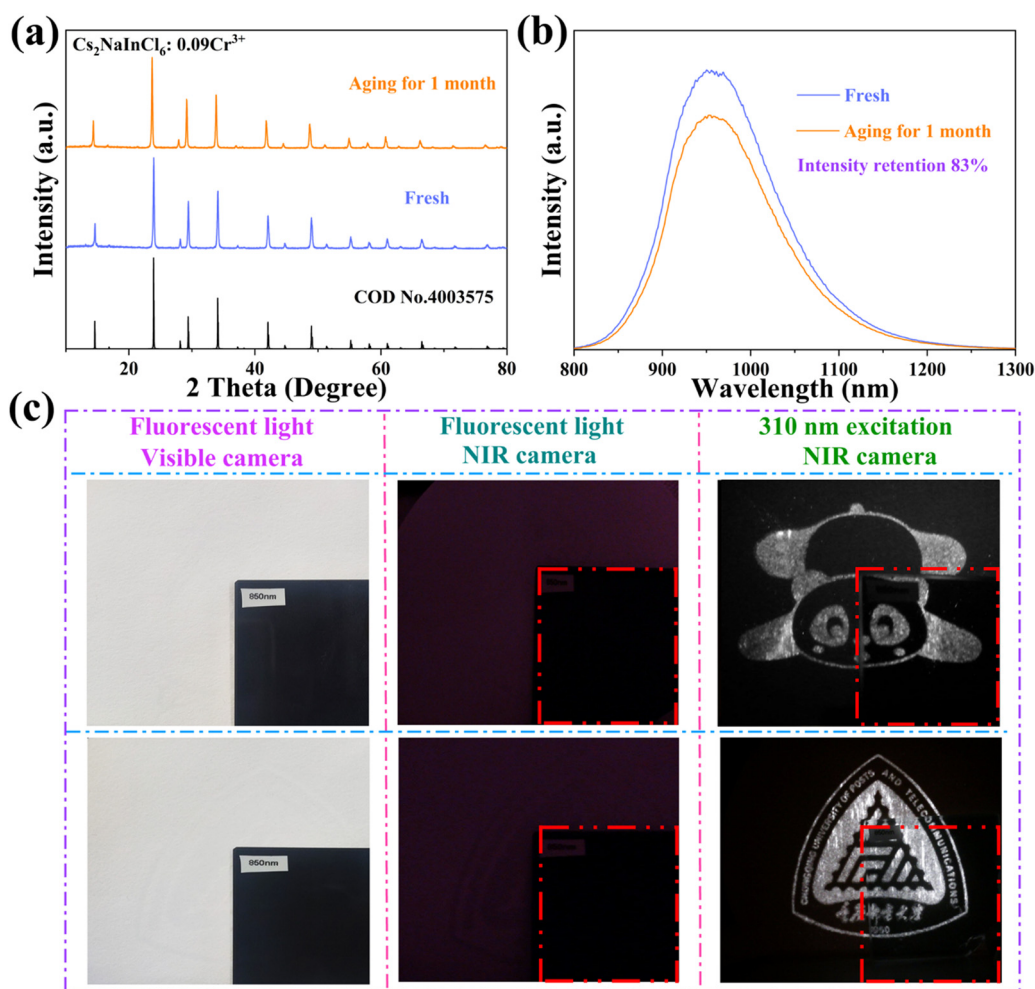 (a)
Cs₂NaInCl₆: 0.09Cr³⁺
Aging for 1 month
Fresh
COD No.4003575
Intensity (a.u.)
20
40
60
80
2 Theta (Degree)
(b)
Fresh
Aging for 1 month
Intensity retention 83%
Intensity (a.u.)
800
900
1000
1100
1200
1300
Wavelength (nm)
(c)
Fluorescent light
Visible camera
Fluorescent light
NIR camera
310 nm excitation
NIR camera
850nm
850nm
CHONGQING UNIVERSITY OF POSTS AND TELECOMMUNICATIONS
1950